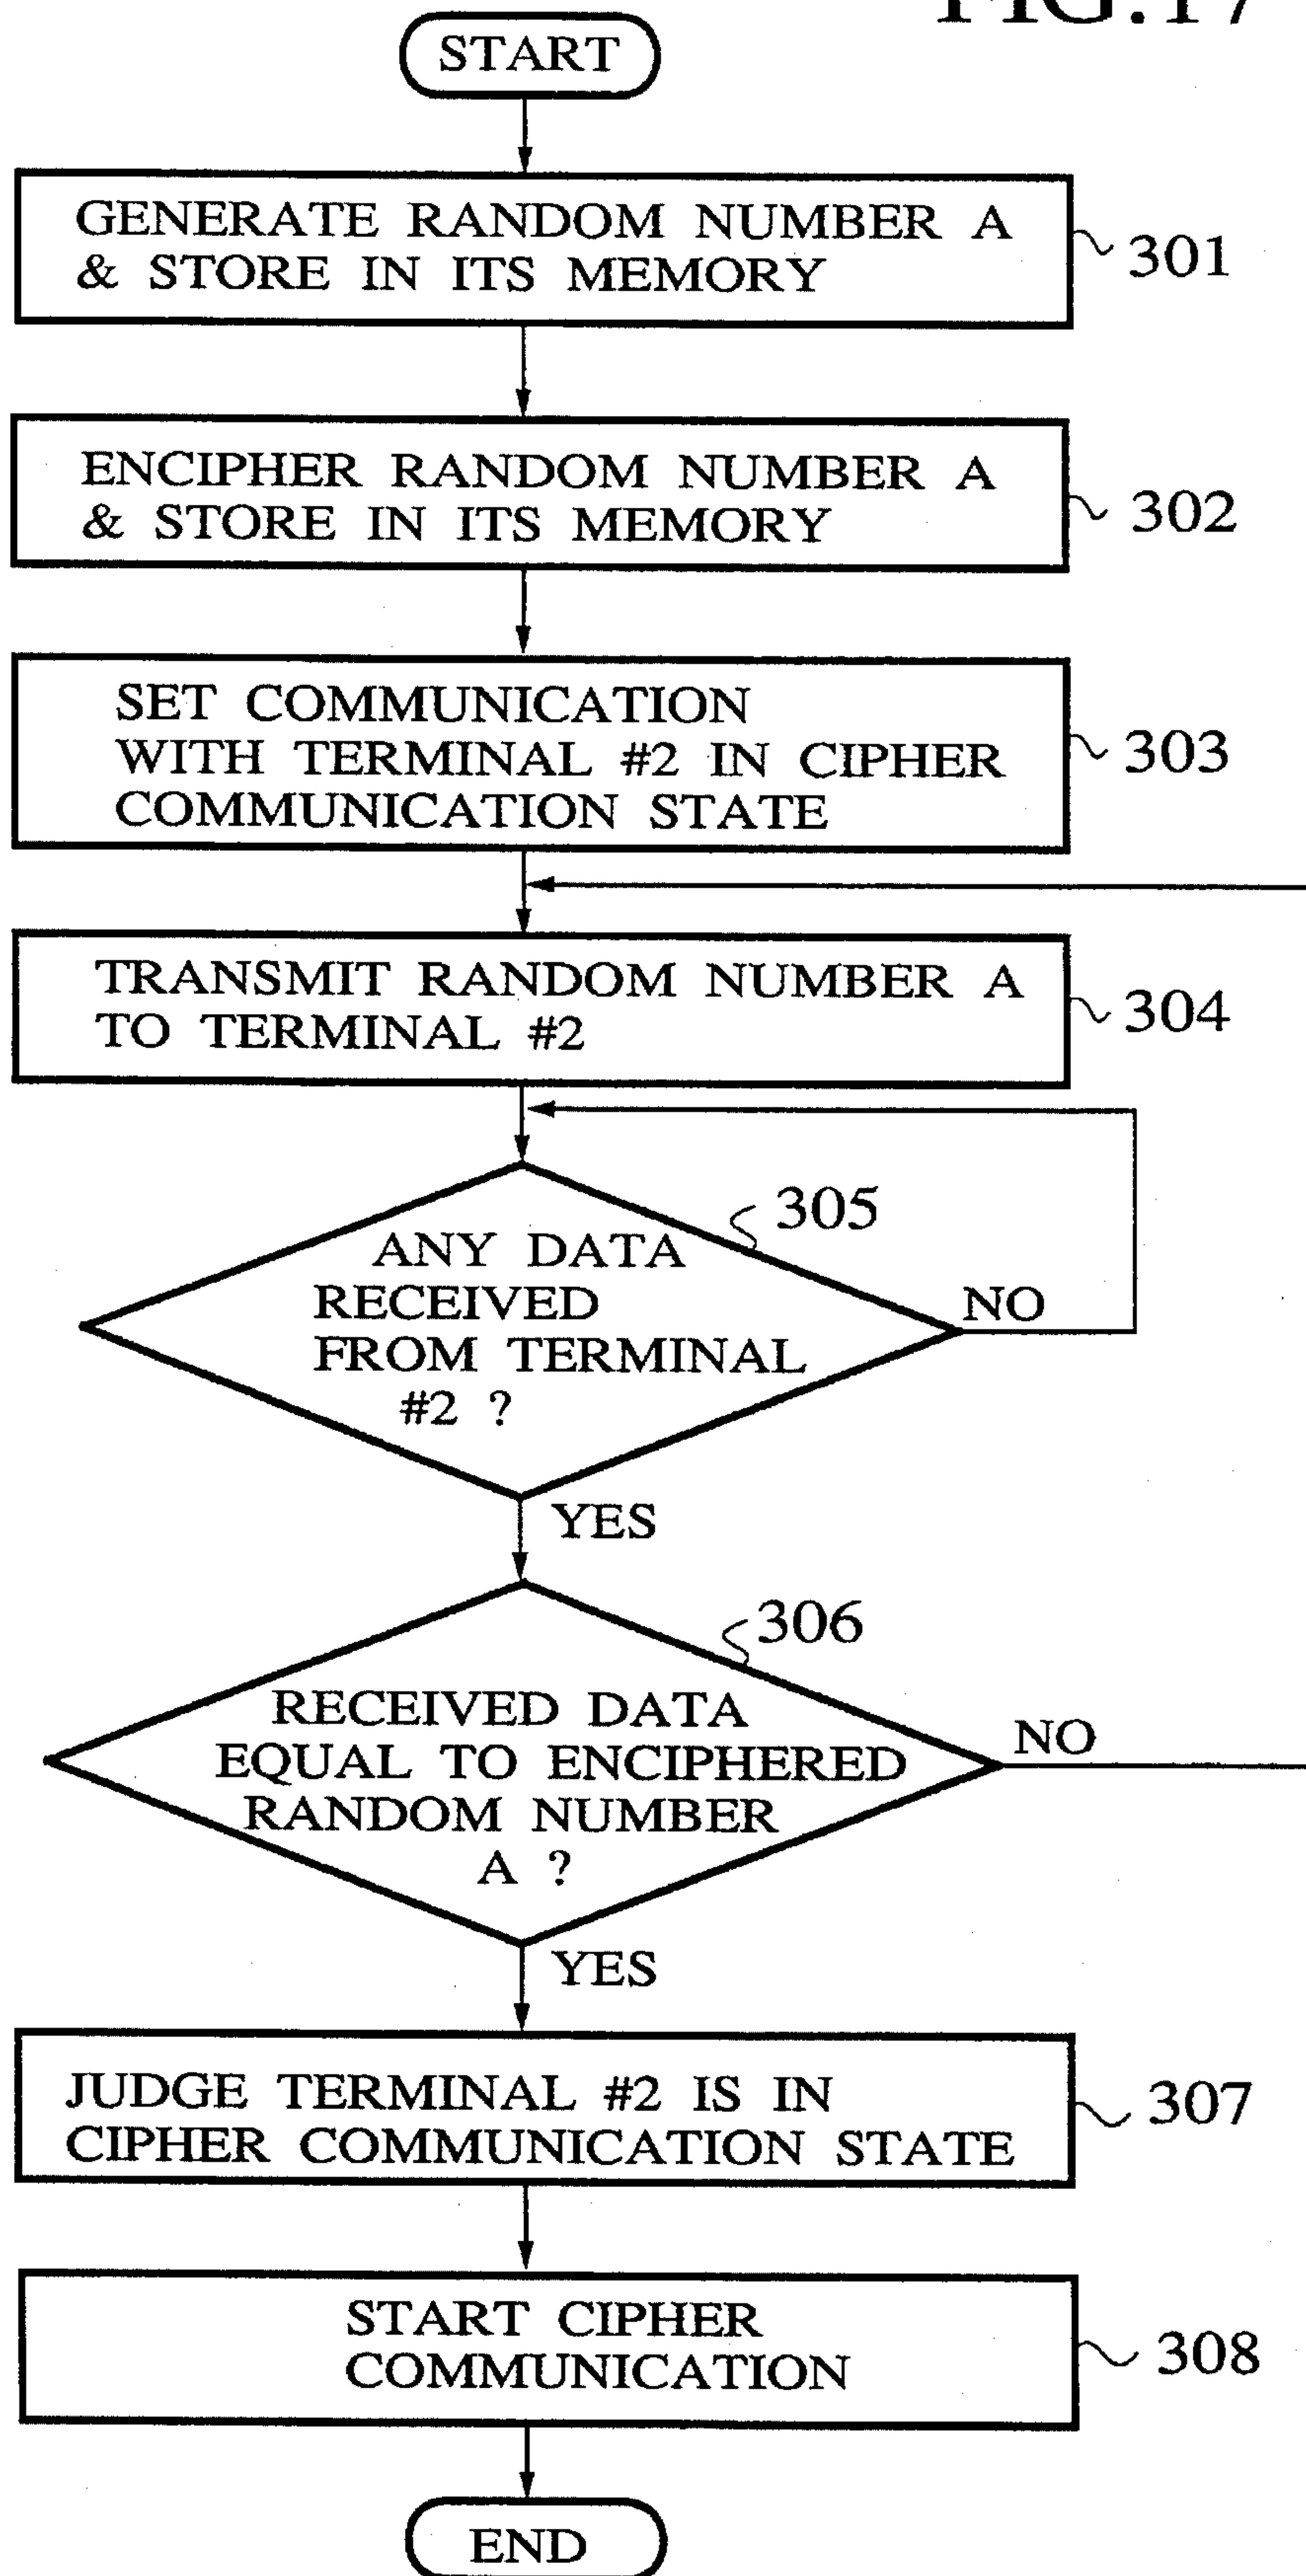 FIG.17
START
GENERATE RANDOM NUMBER A
& STORE IN ITS MEMORY
301
ENCIPHER RANDOM NUMBER A
& STORE IN ITS MEMORY
302
SET COMMUNICATION
WITH TERMINAL #2 IN CIPHER
COMMUNICATION STATE
303
TRANSMIT RANDOM NUMBER A
TO TERMINAL #2
304
305
ANY DATA
RECEIVED
FROM TERMINAL
#2 ?
NO
YES
306
RECEIVED DATA
EQUAL TO ENCIPHERED
RANDOM NUMBER
A ?
NO
YES
JUDGE TERMINAL #2 IS IN
CIPHER COMMUNICATION STATE
307
START CIPHER
COMMUNICATION
308
END